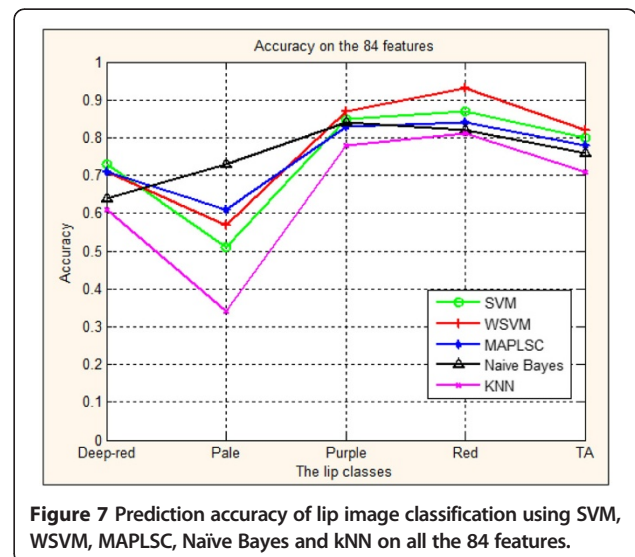 Accuracy on the 84 features
1
0.9
0.8
0.7
0.6
0.5
0.4
0.3
0.2
0.1
0
Accuracy
SVM
WSVM
MAPLSC
Naive Bayes
KNN
Deep-red Pale Purple Red TA
The lip classes
Figure 7 Prediction accuracy of lip image classification using SVM,
WSVM, MAPLSC, Naïve Bayes and kNN on all the 84 features.